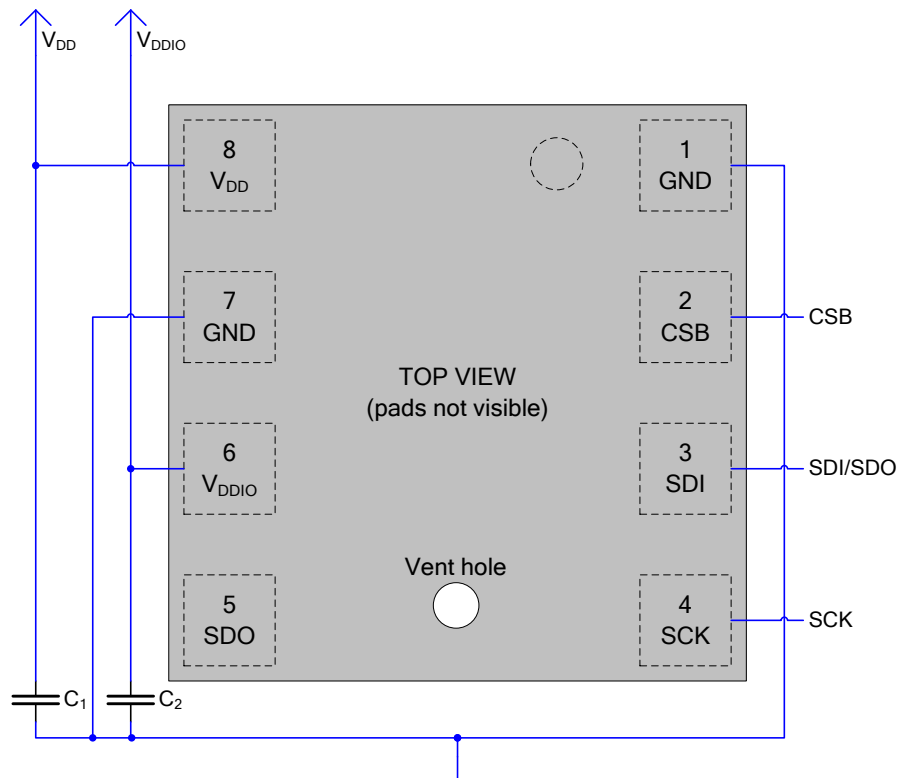 VDD
VDDIO
8
VDD
1
GND
7
GND
2
CSB
CSB
TOP VIEW
(pads not visible)
6
VDDIO
3
SDI
SDI/SDO
Vent hole
5
SDO
4
SCK
SCK
C1
C2